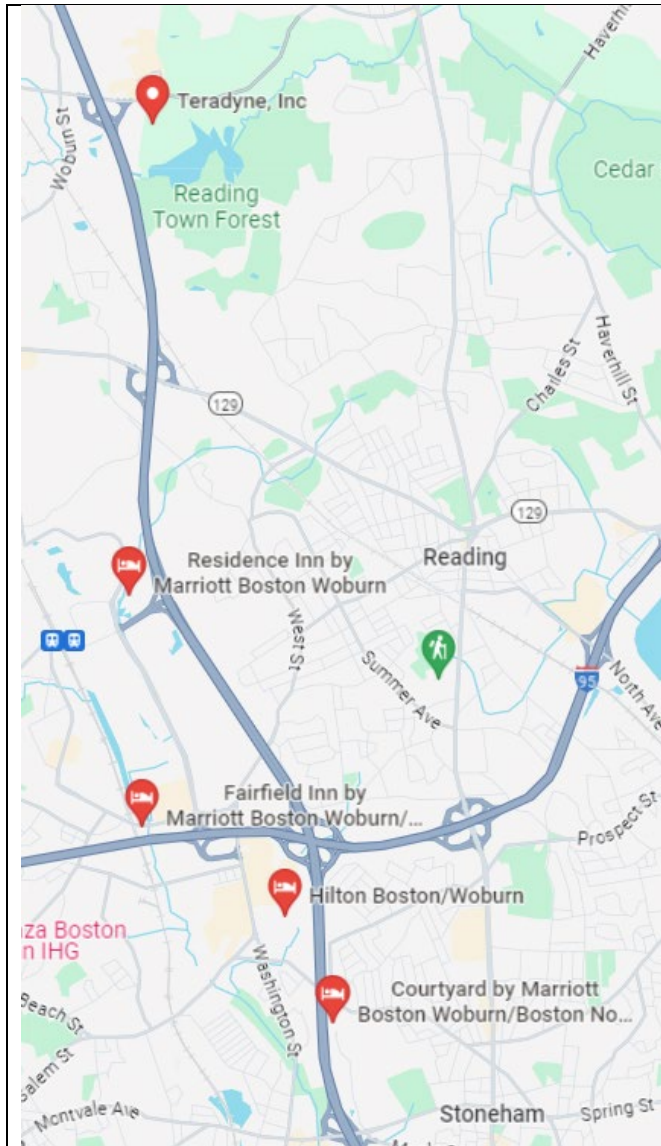 Haverhill
Teradyne, Inc
Woburn St
Cedar
Reading
Town Forest
Haverhill St
Charles St
129
129
Residence Inn by
Marriott Boston Woburn
Reading
West St
Summer Ave
95
North Ave
Fairfield Inn by
Marriott Boston Woburn/...
Prospect St
Hilton Boston/Woburn
za Boston
n IHG
Washington St
Courtyard by Marriott
Boston Woburn/Boston No...
Beach St
Salem St
Montvale Ave
Stoneham
Spring St